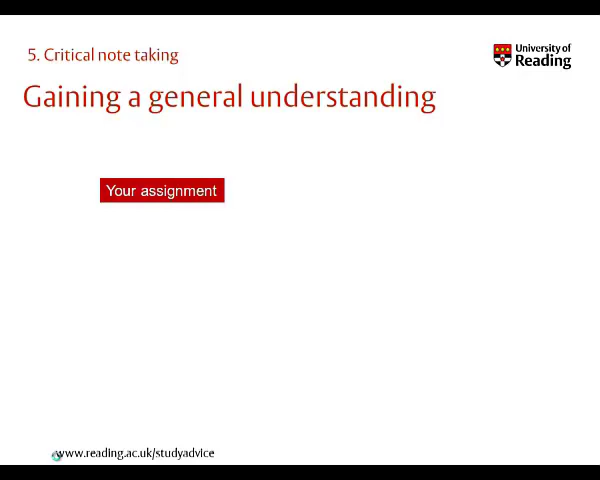 5. Critical note taking
University of
Reading
Gaining a general understanding
Your assignment
www.reading.ac.uk/studyadvice